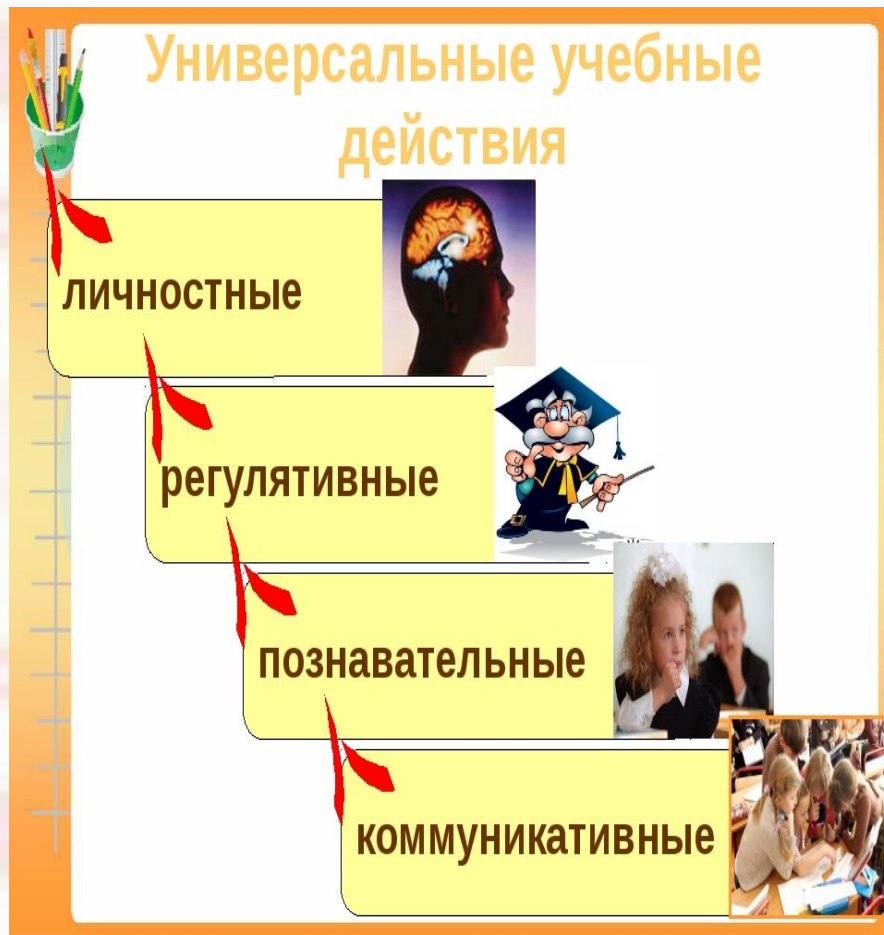 Универсальные учебные
действия
личностные
регулятивные
познавательные
коммуникативные